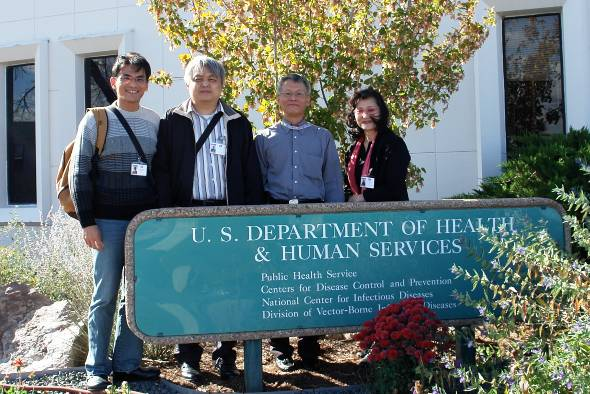 U. S. DEPARTMENT OF HEALTH
& HUMAN SERVICES
Public Health Service
Centers for Disease Control and Prevention
National Center for Infectious Diseases
Division of Vector-Borne Diseases